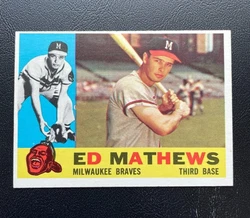 M
M
ED MATHEWS
MILWAUKEE BRAVES THIRD BASE